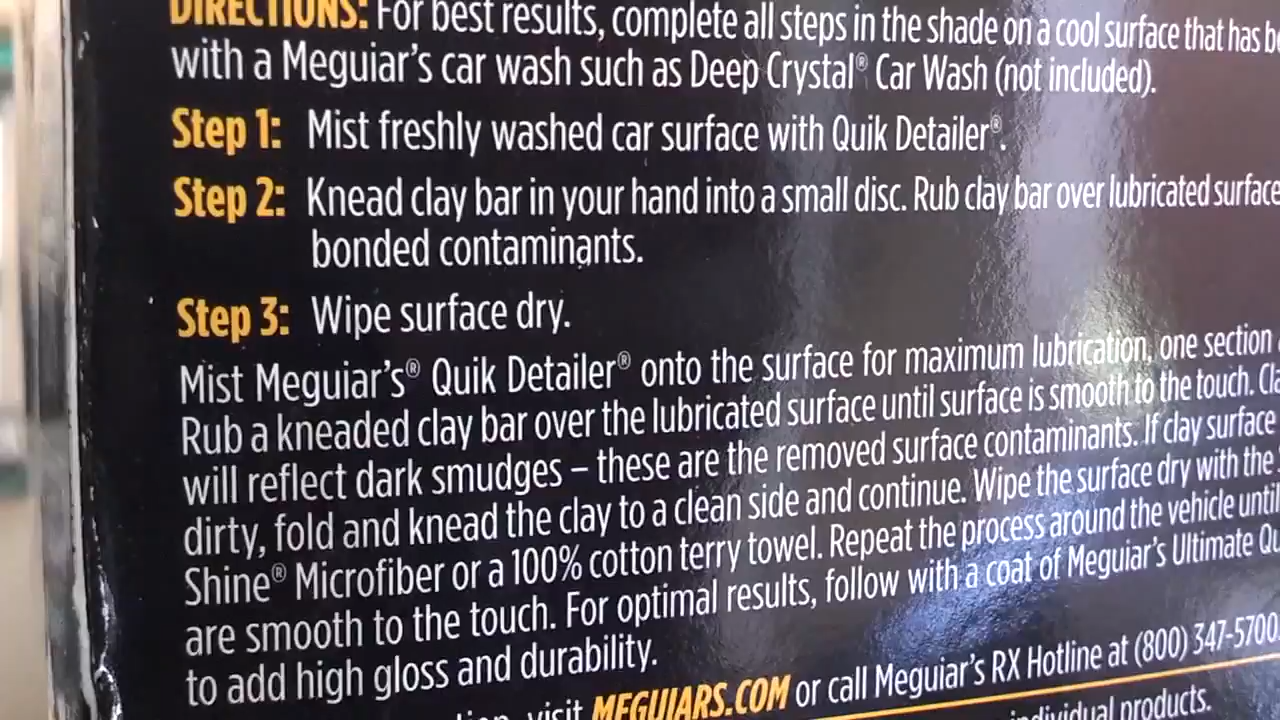 DIRECTIONS: For best results, complete all steps in the shade on a cool surface that has
with a Meguiar's car wash such as Deep Crystal® Car Wash (not included).
Step 1: Mist freshly washed car surface with Quik Detailer®.
Step 2: Knead clay bar in your hand into a small disc. Rub clay bar over lubricated surface
bonded contaminants.
Step 3: Wipe surface dry.
Mist Meguiar's® Quik Detailer® onto the surface for maximum lubrication, one section
Rub a kneaded clay bar over the lubricated surface until surface is smooth to the touch.
will reflect dark smudges – these are the removed surface contaminants. If clay surface
dirty, fold and knead the clay to a clean side and continue. Wipe the surface dry with the
Shine® Microfiber or a 100% cotton terry towel. Repeat the process around the vehicle until
are smooth to the touch. For optimal results, follow with a coat of Meguiar's Ultimate
to add high gloss and durability.
visit MEGUIARS.COM or call Meguiar's RX Hotline at (800) 347-5700
individual products.